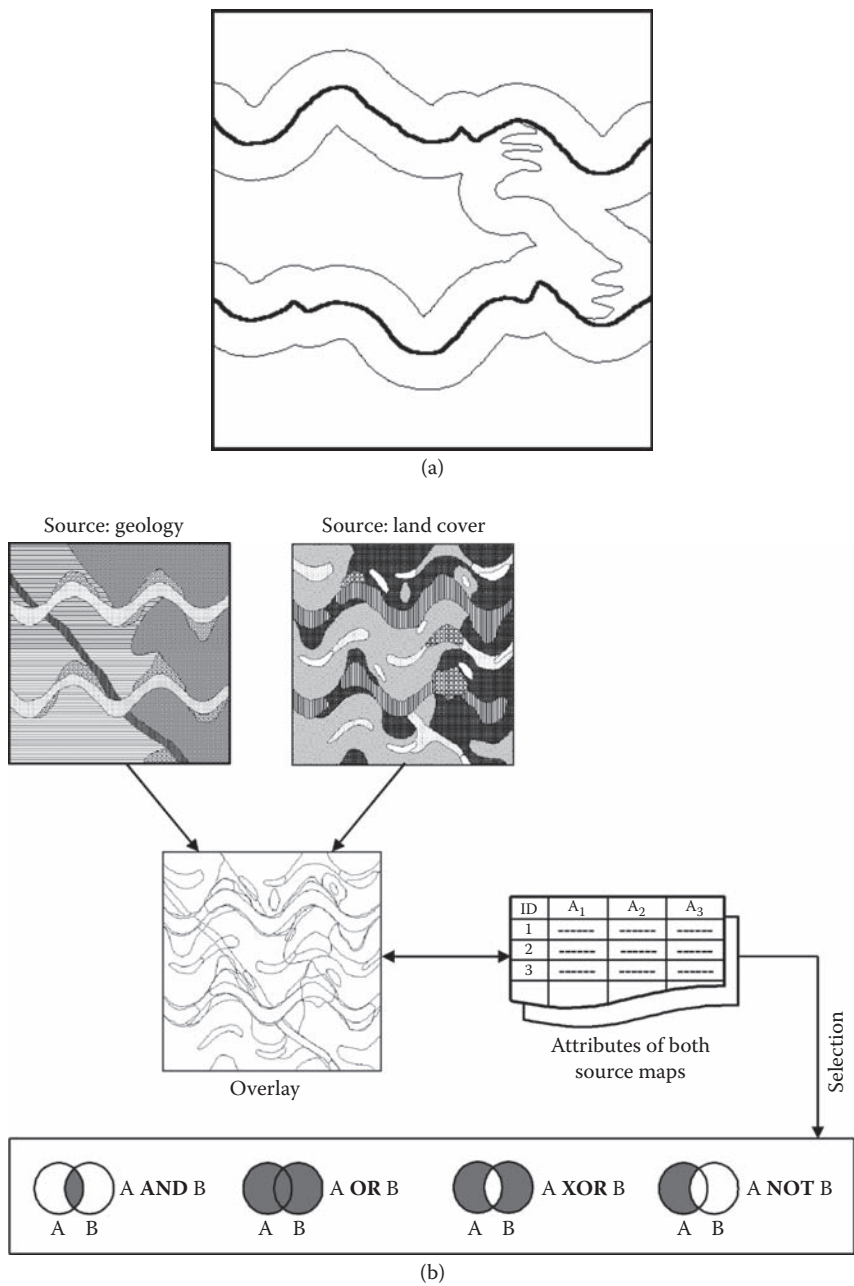 (a)
Source: geology
Source: land cover
ID A1 A2 A3
1 ------ ------ ------
2 ------ ------ ------
3 ------ ------ ------
Attributes of both
source maps
Overlay
Selection
A AND B
A B
A OR B
A B
A XOR B
A B
A NOT B
A B
(b)